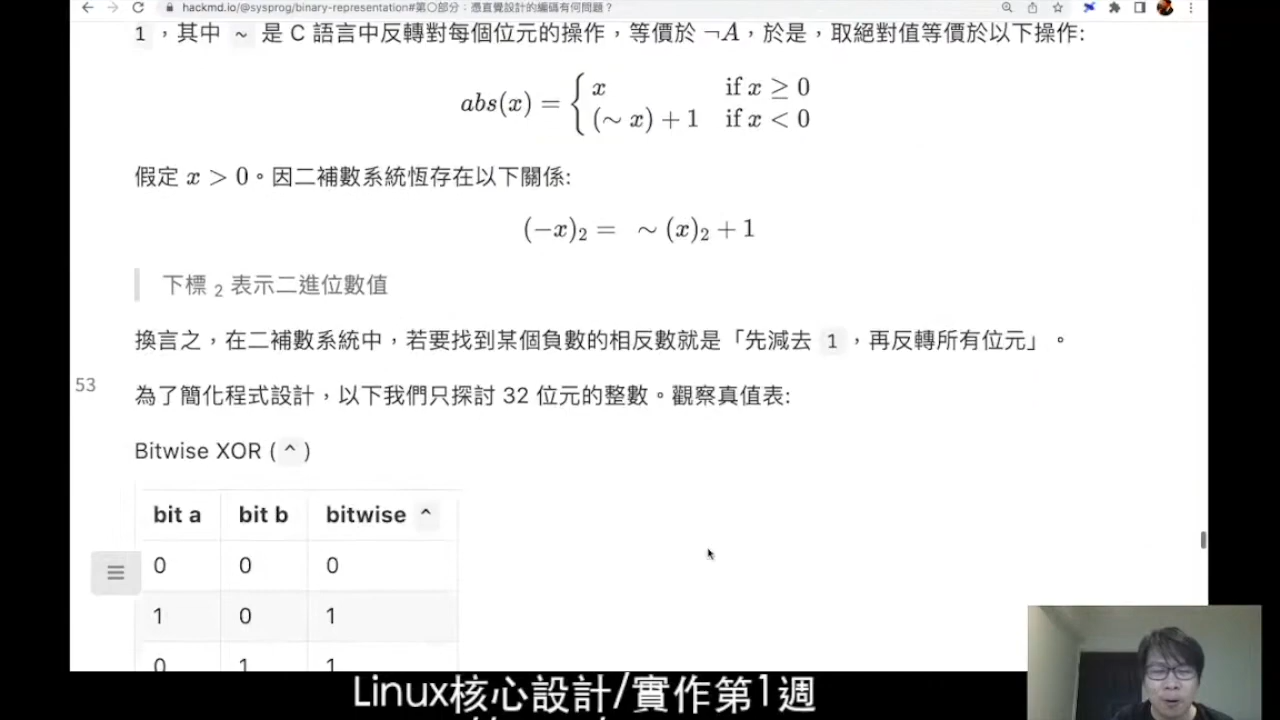 hackmd.io/@sysprog/binary-representation#第〇部分：憑直覺設計的編碼有何問題？
1 ，其中 ~ 是 C 語言中反轉對每個位元的操作，等價於 ¬A，於是，取絕對值等價於以下操作:
abs(x) = { x if x ≥ 0
(∼ x) + 1 if x < 0
假定 x > 0。因二補數系統恆存在以下關係:
(−x)₂ = ∼ (x)₂ + 1
下標 ₂ 表示二進位數值
換言之，在二補數系統中，若要找到某個負數的相反數就是「先減去 1 ，再反轉所有位元」。
53
為了簡化程式設計，以下我們只探討 32 位元的整數。觀察真值表:
Bitwise XOR ( ^ )
bit a bit b bitwise ^
0 0 0
1 0 1
0 1 1
Linux核心設計/實作第1週